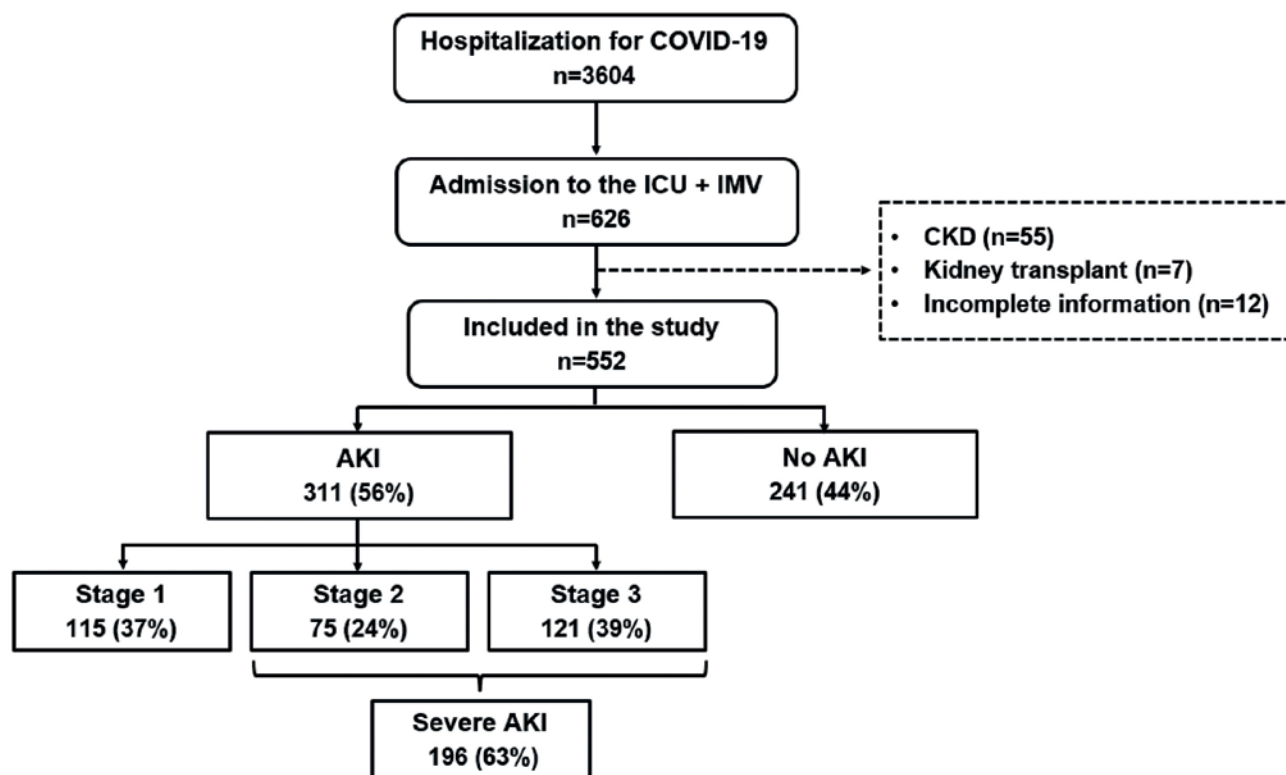 Hospitalization for COVID-19
n=3604
Admission to the ICU + IMV
n=626
• CKD (n=55)
• Kidney transplant (n=7)
• Incomplete information (n=12)
Included in the study
n=552
AKI
311 (56%)
No AKI
241 (44%)
Stage 1
115 (37%)
Stage 2
75 (24%)
Stage 3
121 (39%)
Severe AKI
196 (63%)